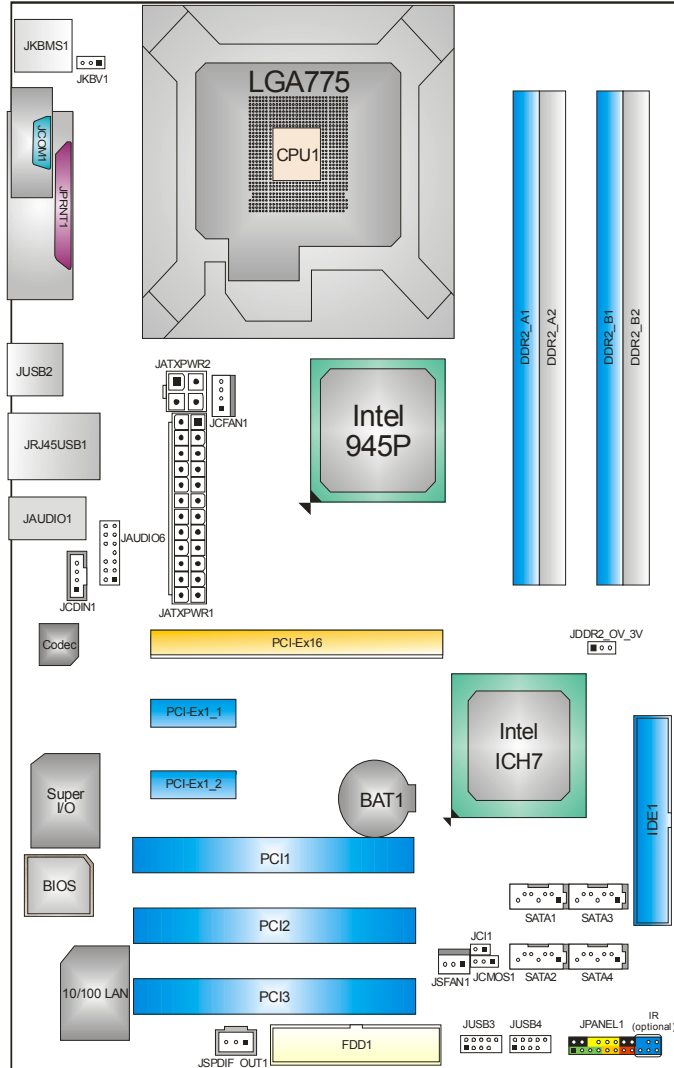 JKBMS1
JKBV1
LGA775
CPU1
JCOM1
JPRNT1
DDR2_A1
DDR2_A2
DDR2_B1
DDR2_B2
JUSB2
JATXPWR2
JCFAN1
Intel
945P
JRJ45USB1
JAUDIO1
JAUDIO6
JCDIN1
JATXPWR1
Codec
PCI-Ex16
JDDR2_OV_3V
PCI-Ex1_1
Intel
ICH7
IDE1
PCI-Ex1_2
BAT1
Super
I/O
PCI1
BIOS
SATA1
SATA3
PCI2
JCI1
JSFAN1
JCMOS1
SATA2
SATA4
10/100 LAN
PCI3
JSPDIF_OUT1
FDD1
JUSB3
JUSB4
JPANEL1
IR
(optional)